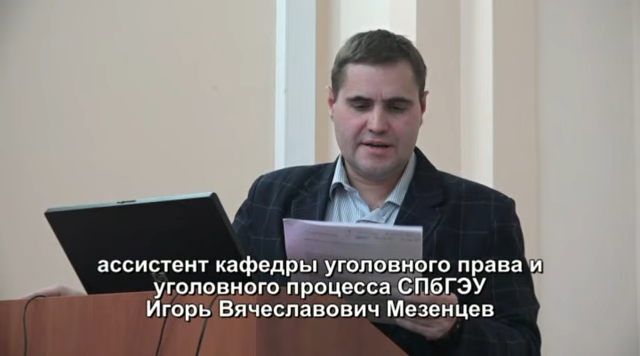 ассистент кафедры уголовного права и
уголовного процесса СПбГЭУ
Игорь Вячеславович Мезенцев